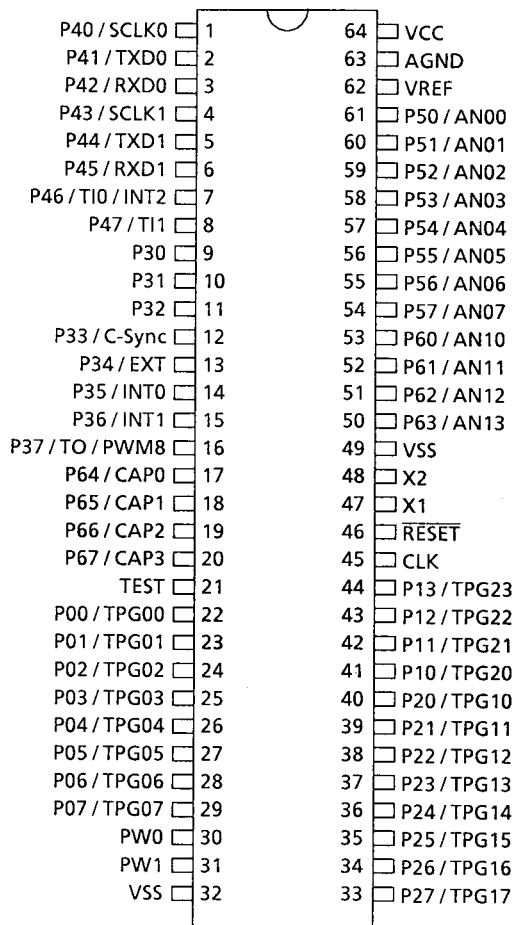 P40 / SCLK0 1 64 VCC
P41 / TXD0 2 63 AGND
P42 / RXD0 3 62 VREF
P43 / SCLK1 4 61 P50 / AN00
P44 / TXD1 5 60 P51 / AN01
P45 / RXD1 6 59 P52 / AN02
P46 / TI0 / INT2 7 58 P53 / AN03
P47 / TI1 8 57 P54 / AN04
P30 9 56 P55 / AN05
P31 10 55 P56 / AN06
P32 11 54 P57 / AN07
P33 / C-Sync 12 53 P60 / AN10
P34 / EXT 13 52 P61 / AN11
P35 / INT0 14 51 P62 / AN12
P36 / INT1 15 50 P63 / AN13
P37 / TO / PWM8 16 49 VSS
P64 / CAP0 17 48 X2
P65 / CAP1 18 47 X1
P66 / CAP2 19 46 RESET
P67 / CAP3 20 45 CLK
TEST 21 44 P13 / TPG23
P00 / TPG00 22 43 P12 / TPG22
P01 / TPG01 23 42 P11 / TPG21
P02 / TPG02 24 41 P10 / TPG20
P03 / TPG03 25 40 P20 / TPG10
P04 / TPG04 26 39 P21 / TPG11
P05 / TPG05 27 38 P22 / TPG12
P06 / TPG06 28 37 P23 / TPG13
P07 / TPG07 29 36 P24 / TPG14
PW0 30 35 P25 / TPG15
PW1 31 34 P26 / TPG16
VSS 32 33 P27 / TPG17